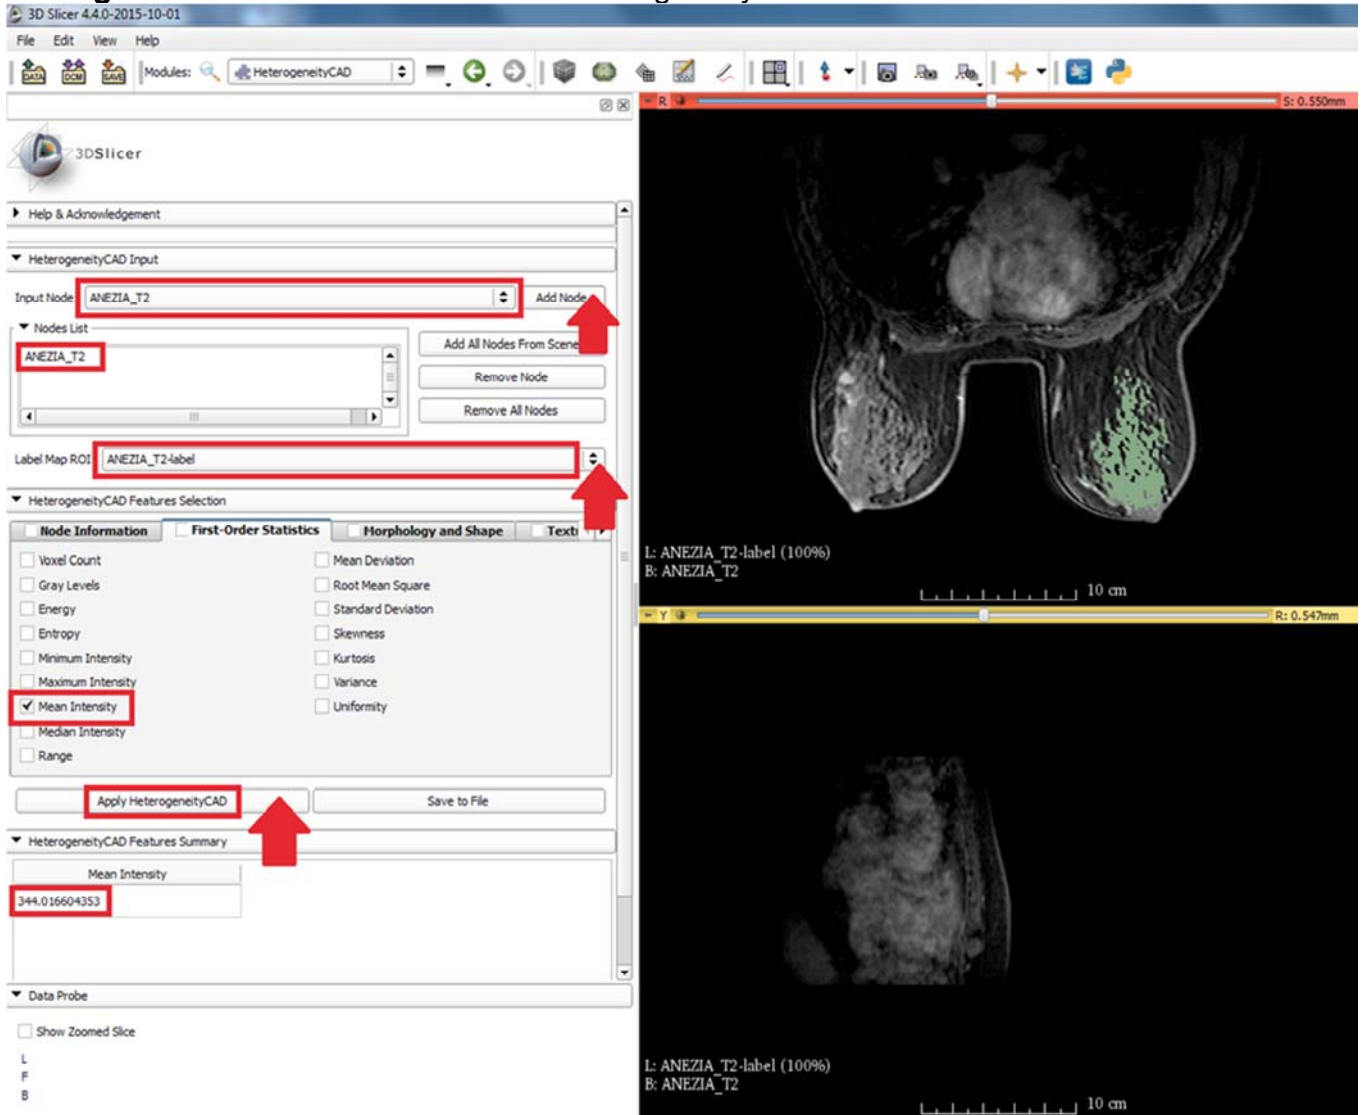 3D Slicer 4.4.0-2015-10-01
File Edit View Help
DATA DCM SAVE Modules: HeterogeneityCAD
R S: 0.550mm
3DSlicer
Help & Acknowledgement
HeterogeneityCAD Input
Input Node ANEZIA_T2 Add Node
Nodes List
ANEZIA_T2
Add All Nodes From Scene
Remove Node
Remove All Nodes
Label Map ROI ANEZIA_T2-label
HeterogeneityCAD Features Selection
Node Information First-Order Statistics Morphology and Shape Text
Voxel Count Mean Deviation
Gray Levels Root Mean Square
Energy Standard Deviation
Entropy Skewness
Minimum Intensity Kurtosis
Maximum Intensity Variance
Mean Intensity Uniformity
Median Intensity
Range
Apply HeterogeneityCAD Save to File
HeterogeneityCAD Features Summary
Mean Intensity
344.016604353
Data Probe
Show Zoomed Slice
L
F
B
L: ANEZIA_T2-label (100%)
B: ANEZIA_T2
10 cm
Y R: 0.547mm
L: ANEZIA_T2-label (100%)
B: ANEZIA_T2
10 cm